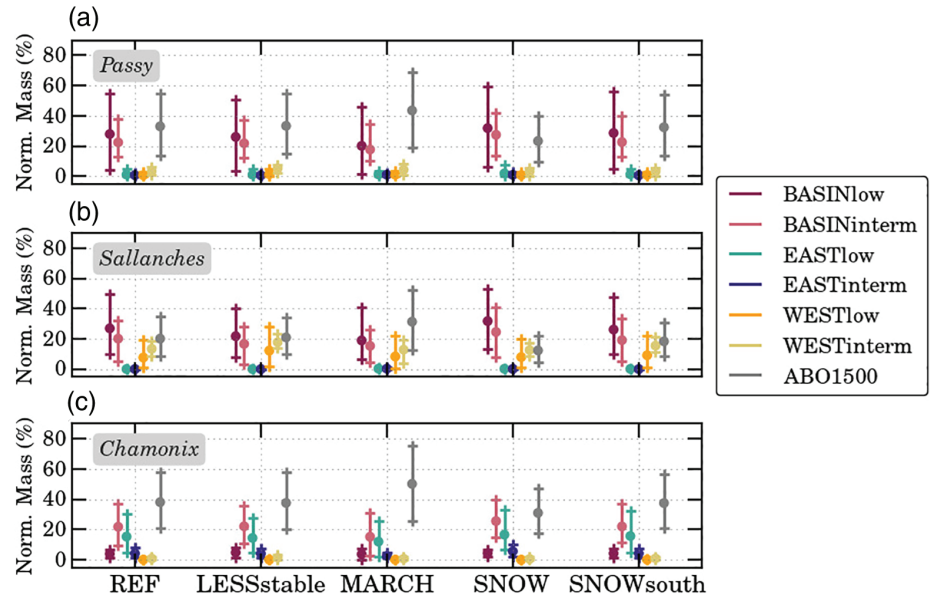 (a)
Norm. Mass (%)
80
60
40
20
0
Passy
(b)
Norm. Mass (%)
80
60
40
20
0
Sallanches
(c)
Norm. Mass (%)
80
60
40
20
0
Chamonix
REF LESSstable MARCH SNOW SNOWsouth
BASINlow
BASINinterm
EASTlow
EASTinterm
WESTlow
WESTinterm
ABO1500